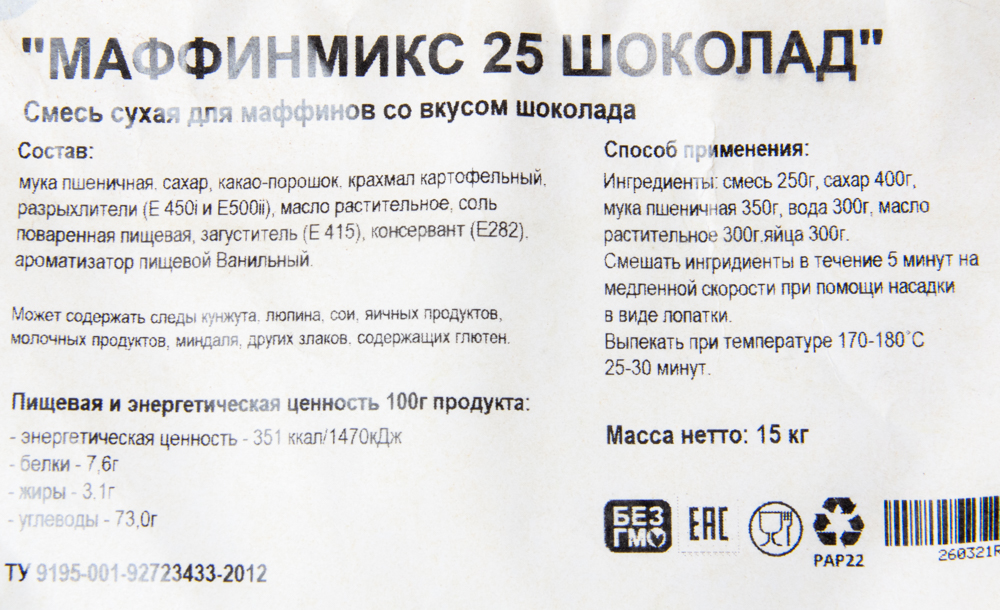 "МАФФИНМИКС 25 ШОКОЛАД"
Смесь сухая для маффинов со вкусом шоколада
Состав:
мука пшеничная, сахар, какао-порошок, крахмал картофельный,
разрыхлители (Е 450i и Е500ii), масло растительное, соль
поваренная пищевая, загуститель (Е 415), консервант (Е282),
ароматизатор пищевой Ванильный.
Может содержать следы кунжута, люпина, сои, яичных продуктов,
молочных продуктов, миндаля, других злаков, содержащих глютен.
Пищевая и энергетическая ценность 100г продукта:
- энергетическая ценность - 351 ккал/1470кДж
- белки - 7,6г
- жиры - 3.1г
- углеводы - 73,0г
ТУ 9195-001-92723433-2012
Способ применения:
Ингредиенты: смесь 250г, сахар 400г,
мука пшеничная 350г, вода 300г, масло
растительное 300г.яйца 300г.
Смешать ингридиенты в течение 5 минут на
медленной скорости при помощи насадки
в виде лопатки.
Выпекать при температуре 170-180°С
25-30 минут.
Масса нетто: 15 кг
БЕЗ
ГМО
ЕАС
PAP22
260321R